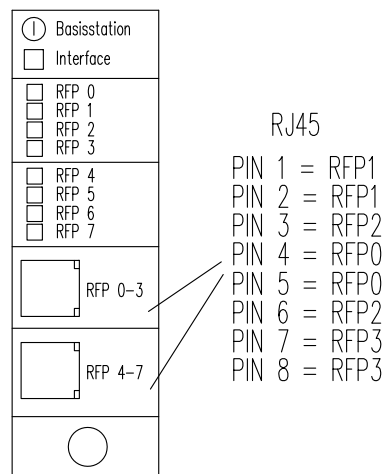 Basisstation
Interface
RFP 0
RFP 1
RFP 2
RFP 3
RFP 4
RFP 5
RFP 6
RFP 7
RFP 0-3
RFP 4-7
RJ45
PIN 1 = RFP1
PIN 2 = RFP1
PIN 3 = RFP2
PIN 4 = RFP0
PIN 5 = RFP0
PIN 6 = RFP2
PIN 7 = RFP3
PIN 8 = RFP3